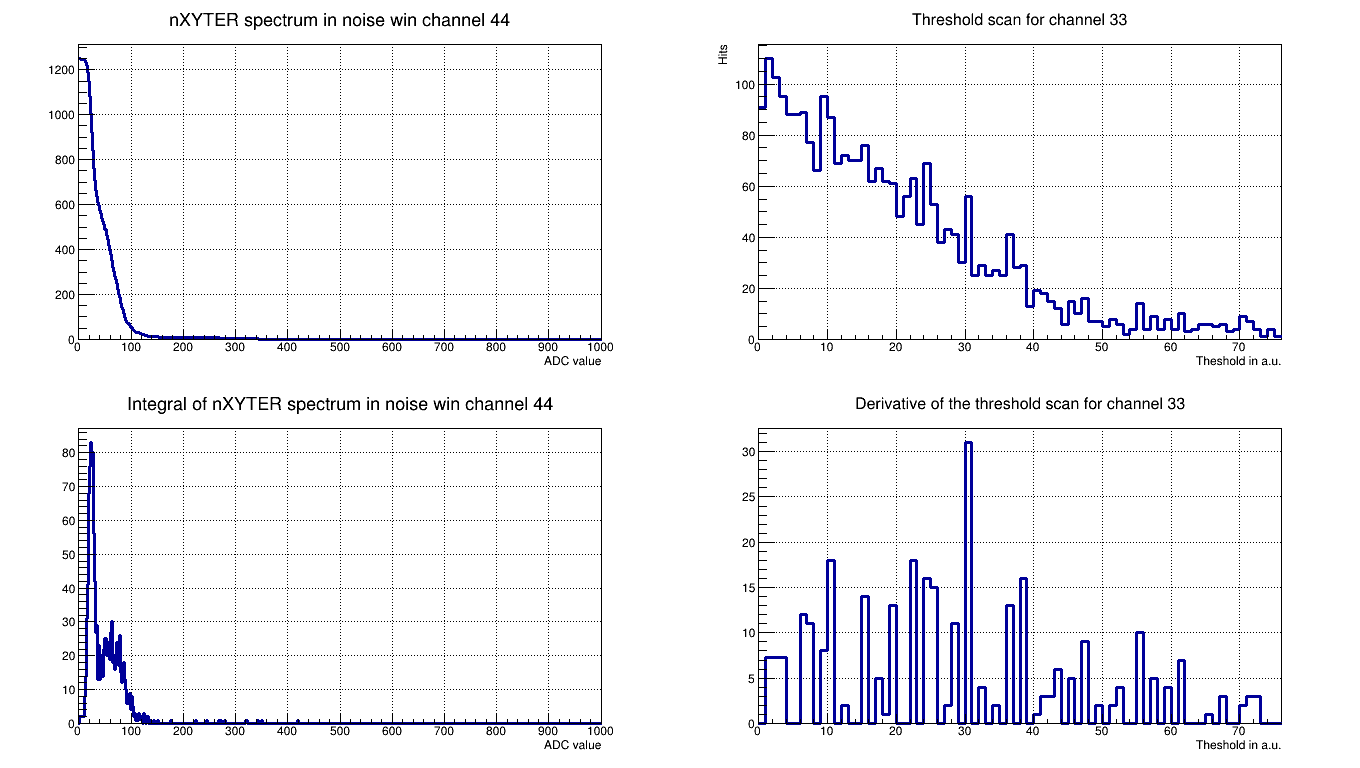 nXYTER spectrum in noise win channel 44
1200
1000
800
600
400
200
0
0 100 200 300 400 500 600 700 800 900 1000
ADC value
Threshold scan for channel 33
Hits
100
80
60
40
20
0
0 10 20 30 40 50 60 70
Theshold in a.u.
Integral of nXYTER spectrum in noise win channel 44
80
70
60
50
40
30
20
10
0
0 100 200 300 400 500 600 700 800 900 1000
ADC value
Derivative of the threshold scan for channel 33
30
25
20
15
10
5
0
0 10 20 30 40 50 60 70
Theshold in a.u.